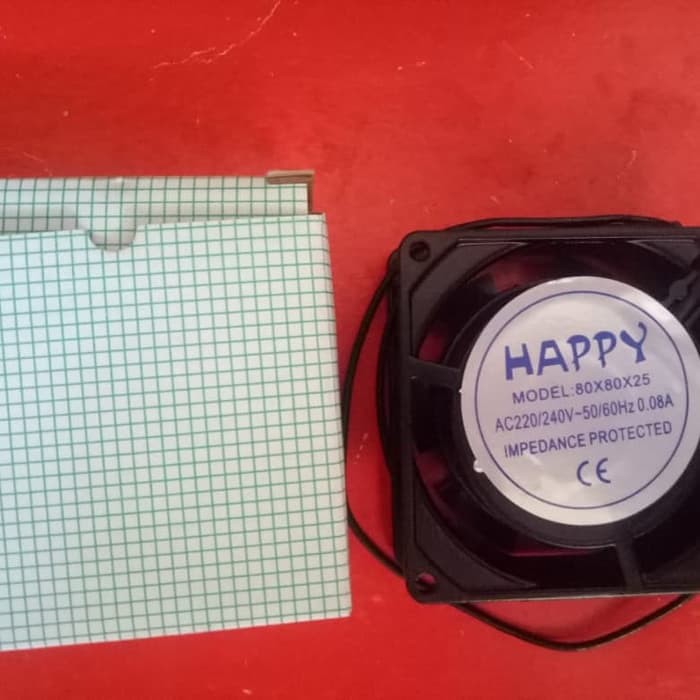 HAPPY
MODEL:80X80X25
AC220/240V~50/60Hz 0.08A
IMPEDANCE PROTECTED
CE